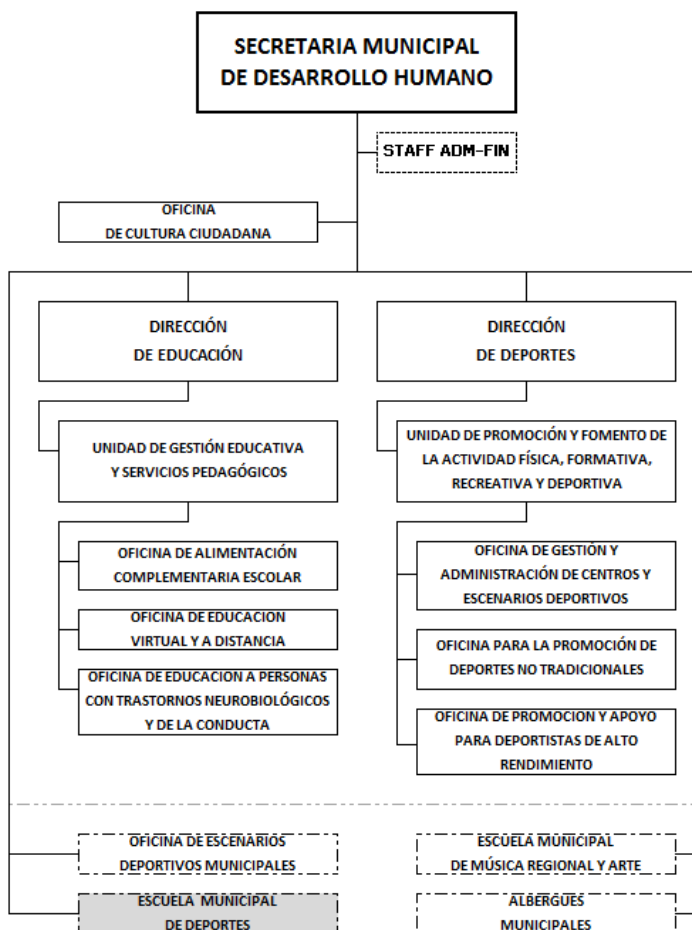 SECRETARIA MUNICIPAL
DE DESARROLLO HUMANO
STAFF ADM-FIN
OFICINA
DE CULTURA CIUDADANA
DIRECCIÓN
DE EDUCACIÓN
DIRECCIÓN
DE DEPORTES
UNIDAD DE GESTIÓN EDUCATIVA
Y SERVICIOS PEDAGÓGICOS
UNIDAD DE PROMOCIÓN Y FOMENTO DE
LA ACTIVIDAD FÍSICA, FORMATIVA,
RECREATIVA Y DEPORTIVA
OFICINA DE ALIMENTACIÓN
COMPLEMENTARIA ESCOLAR
OFICINA DE EDUCACION
VIRTUAL Y A DISTANCIA
OFICINA DE EDUCACION A PERSONAS
CON TRASTORNOS NEUROBIOLÓGICOS
Y DE LA CONDUCTA
OFICINA DE GESTIÓN Y
ADMINISTRACIÓN DE CENTROS Y
ESCENARIOS DEPORTIVOS
OFICINA PARA LA PROMOCIÓN DE
DEPORTES NO TRADICIONALES
OFICINA DE PROMOCION Y APOYO
PARA DEPORTISTAS DE ALTO
RENDIMIENTO
OFICINA DE ESCENARIOS
DEPORTIVOS MUNICIPALES
ESCUELA MUNICIPAL
DE MÚSICA REGIONAL Y ARTE
ESCUELA MUNICIPAL
DE DEPORTES
ALBERGUES
MUNICIPALES